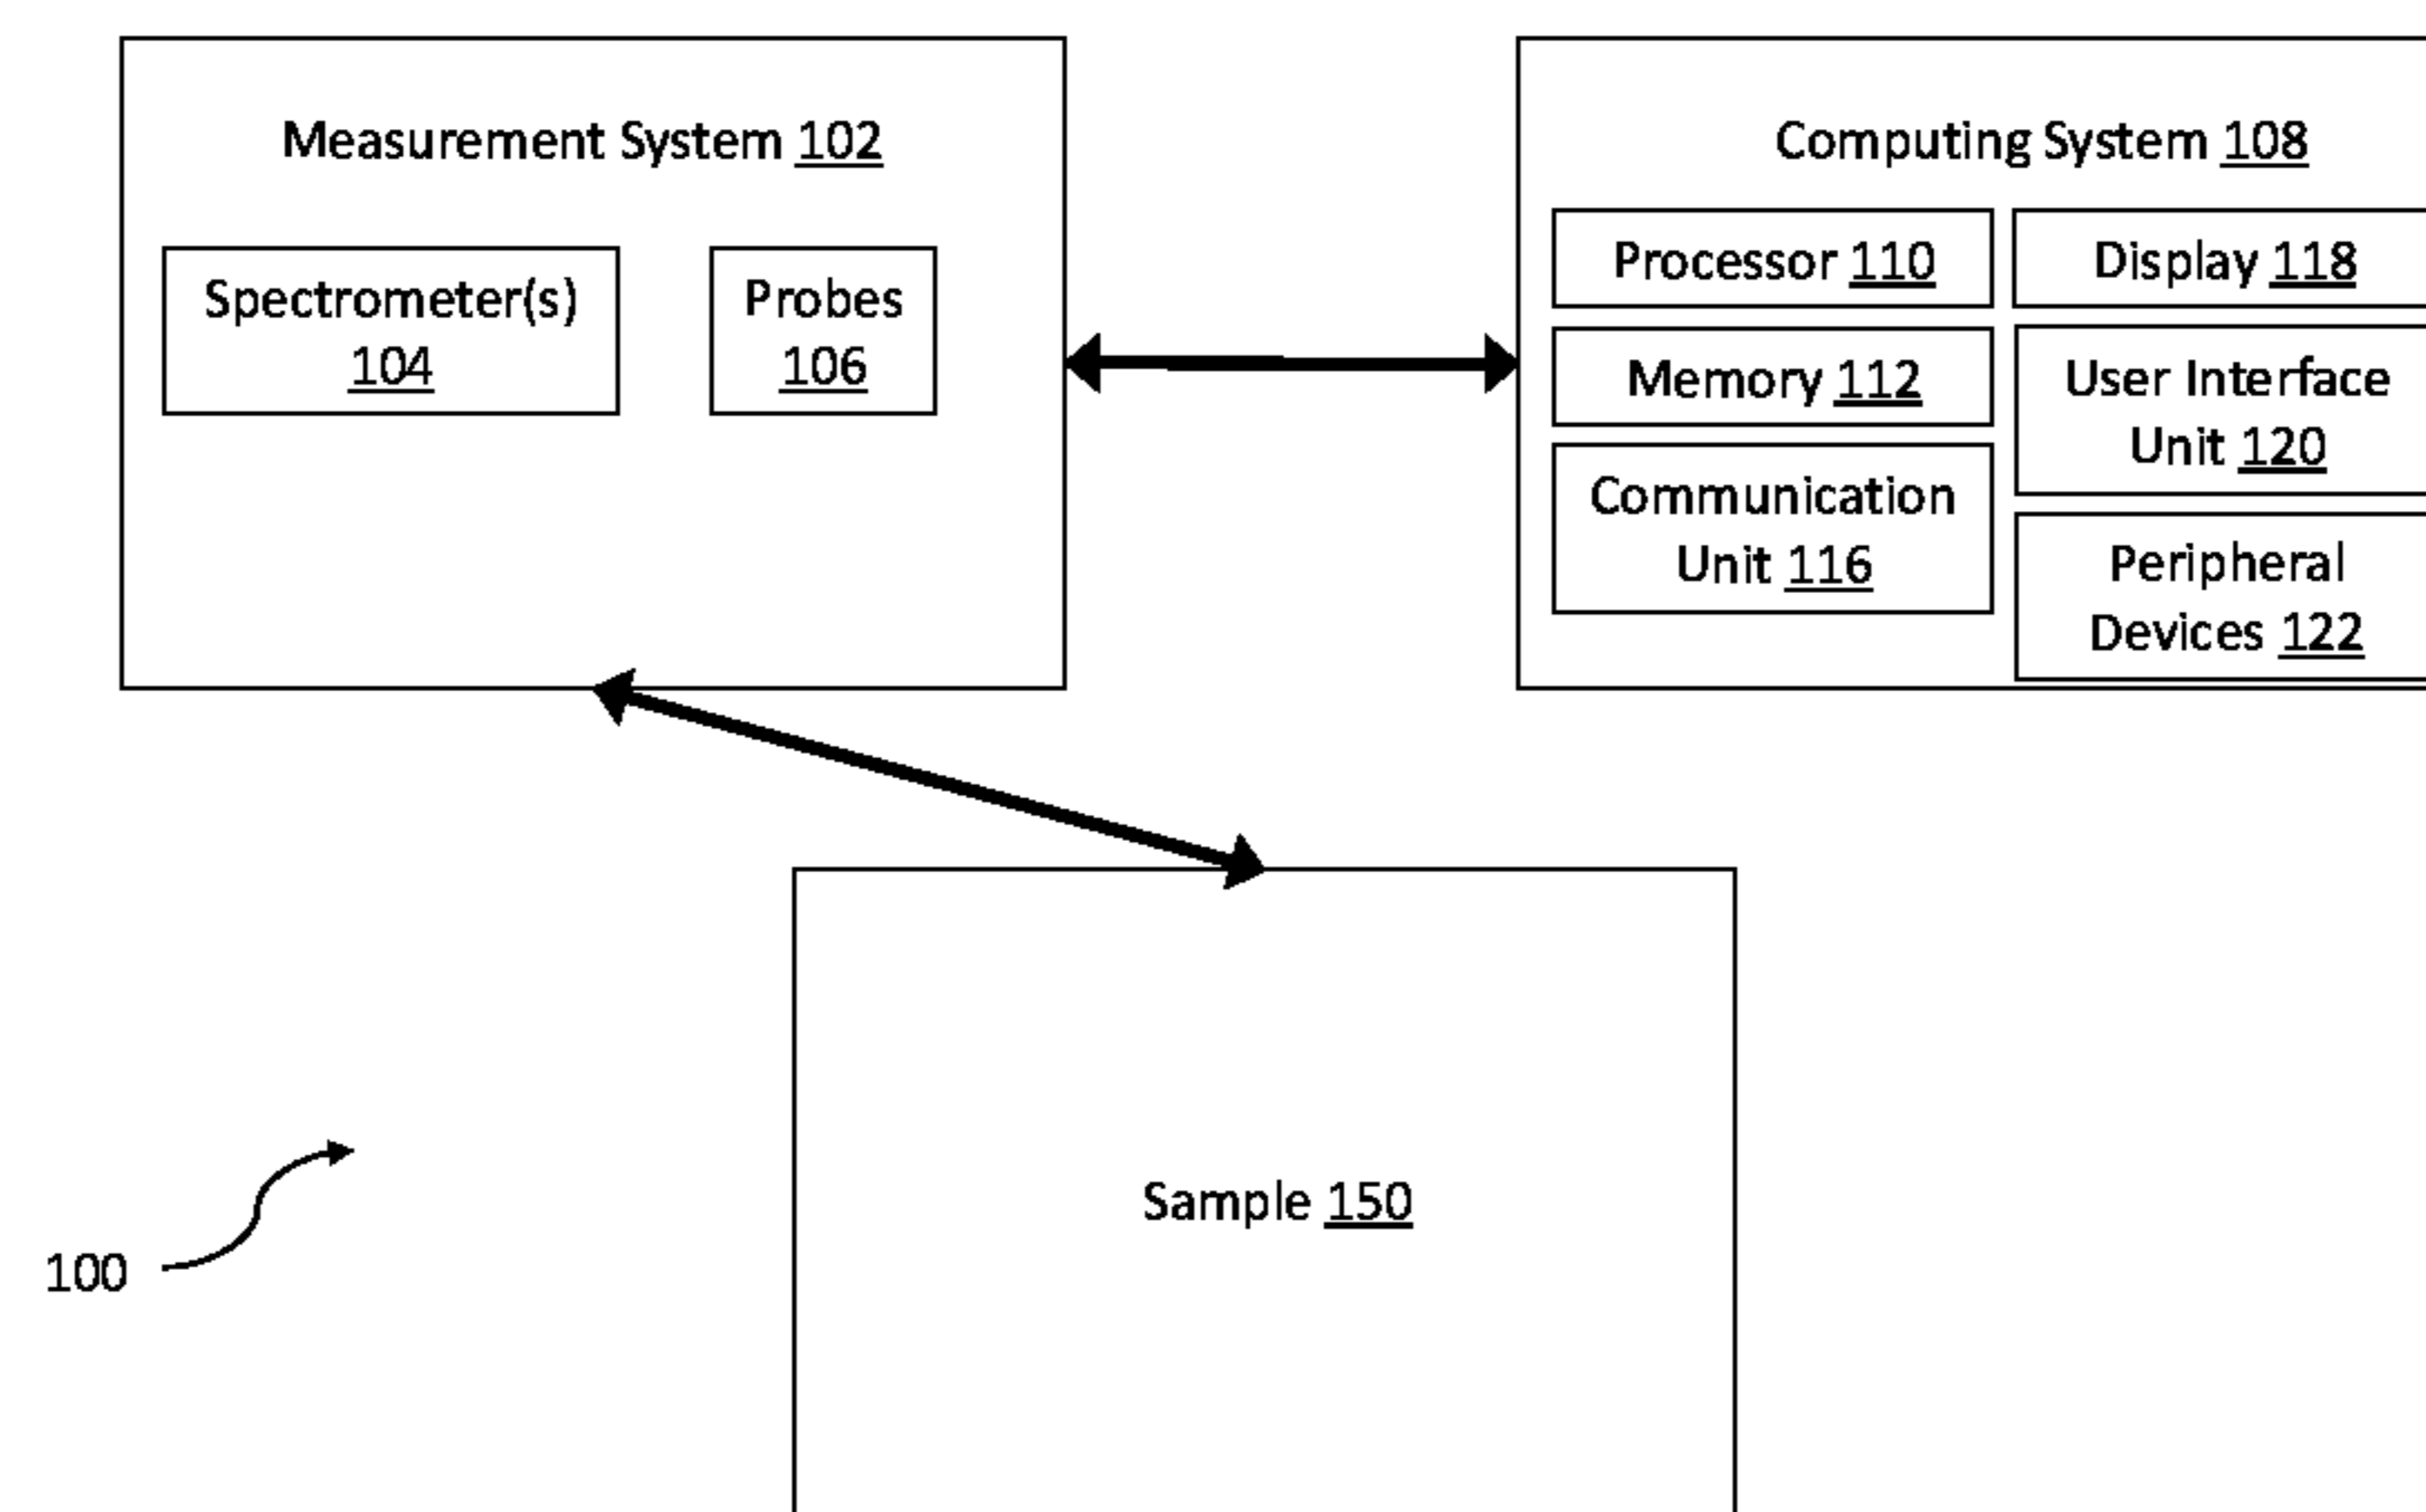 Measurement System 102
Spectrometer(s)
104
Probes
106
Computing System 108
Processor 110
Display 118
Memory 112
User Interface
Unit 120
Communication
Unit 116
Peripheral
Devices 122
Sample 150
100